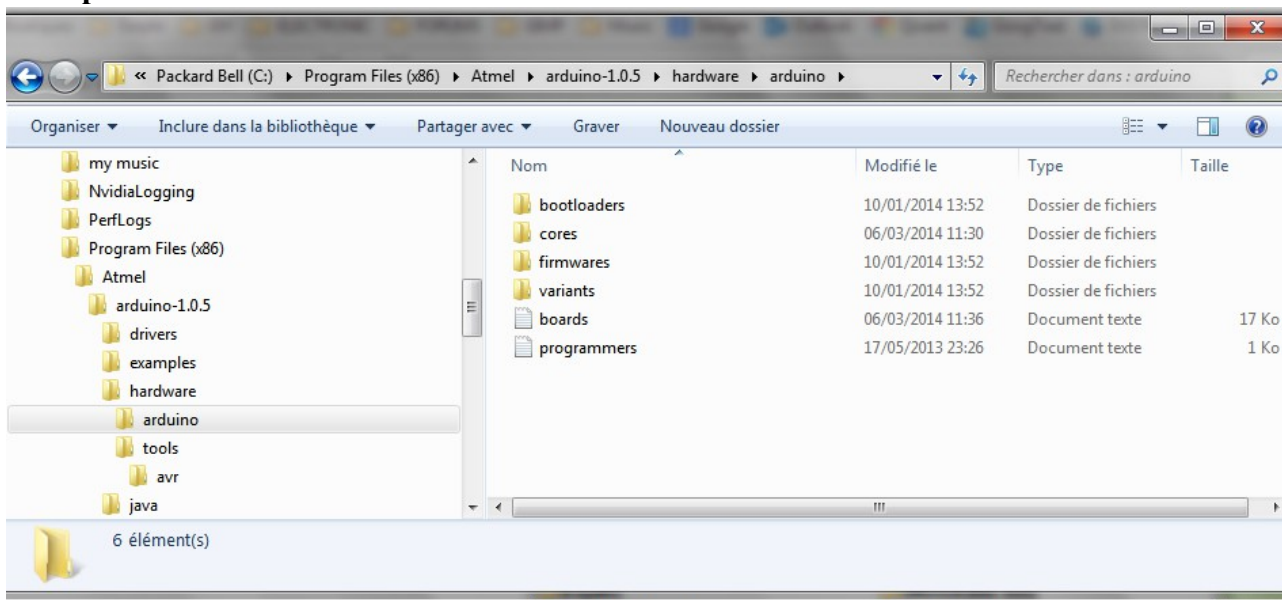 « Packard Bell (C:) Program Files (x86) Atmel arduino-1.0.5 hardware arduino Rechercher dans : arduino
Organiser Inclure dans la bibliothèque Partager avec Graver Nouveau dossier
Nom Modifié le Type Taille
my music
NvidiaLogging
PerfLogs
Program Files (x86)
Atmel
arduino-1.0.5
drivers
examples
hardware
arduino
tools
avr
java
bootloaders 10/01/2014 13:52 Dossier de fichiers
cores 06/03/2014 11:30 Dossier de fichiers
firmwares 10/01/2014 13:52 Dossier de fichiers
variants 10/01/2014 13:52 Dossier de fichiers
boards 06/03/2014 11:36 Document texte 17 Ko
programmers 17/05/2013 23:26 Document texte 1 Ko
6 élément(s)